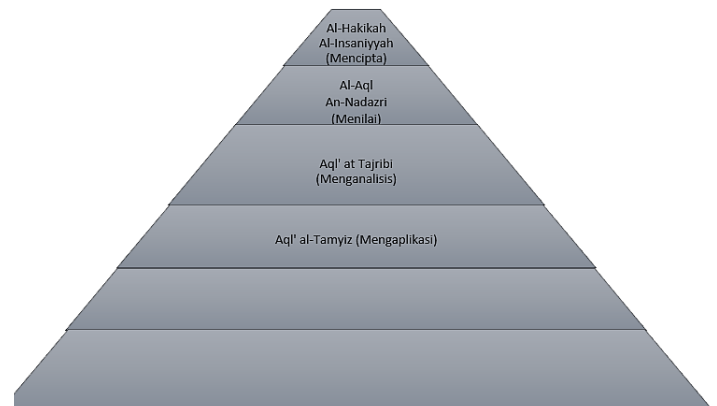 Al-Hakikah
Al-Insaniyyah
(Mencipta)
Al-Aql
An-Nadazri
(Menilai)
Aql' at Tajribi
(Menganalisis)
Aql' al-Tamyiz (Mengaplikasi)